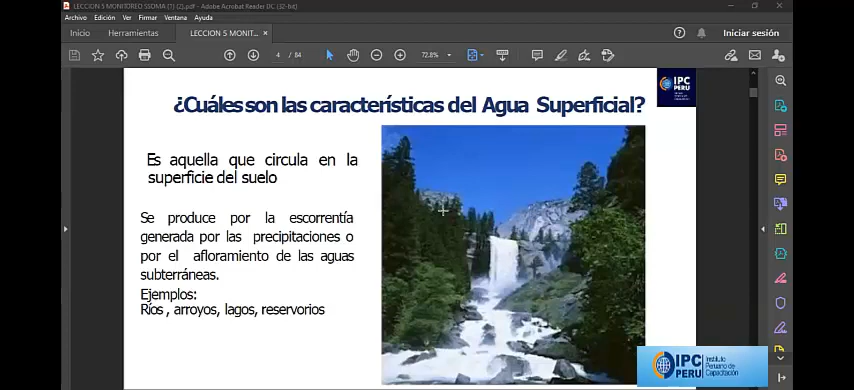 LECCION 5 MONITOREO SSOMA (1) (2).pdf - Adobe Acrobat Reader DC (32-bit)
Archivo Edición Ver Firmar Ventana Ayuda
Inicio Herramientas LECCION 5 MONIT... × Iniciar sesión
4 / 84 72.8%
IPC
PERU
¿Cuáles son las características del Agua Superficial?
Es aquella que circula en la
superficie del suelo
Se produce por la escorrentía
generada por las precipitaciones o
por el afloramiento de las aguas
subterráneas.
Ejemplos:
Ríos , arroyos, lagos, reservorios
IPC
PERU
Instituto
Peruano de
Capacitación